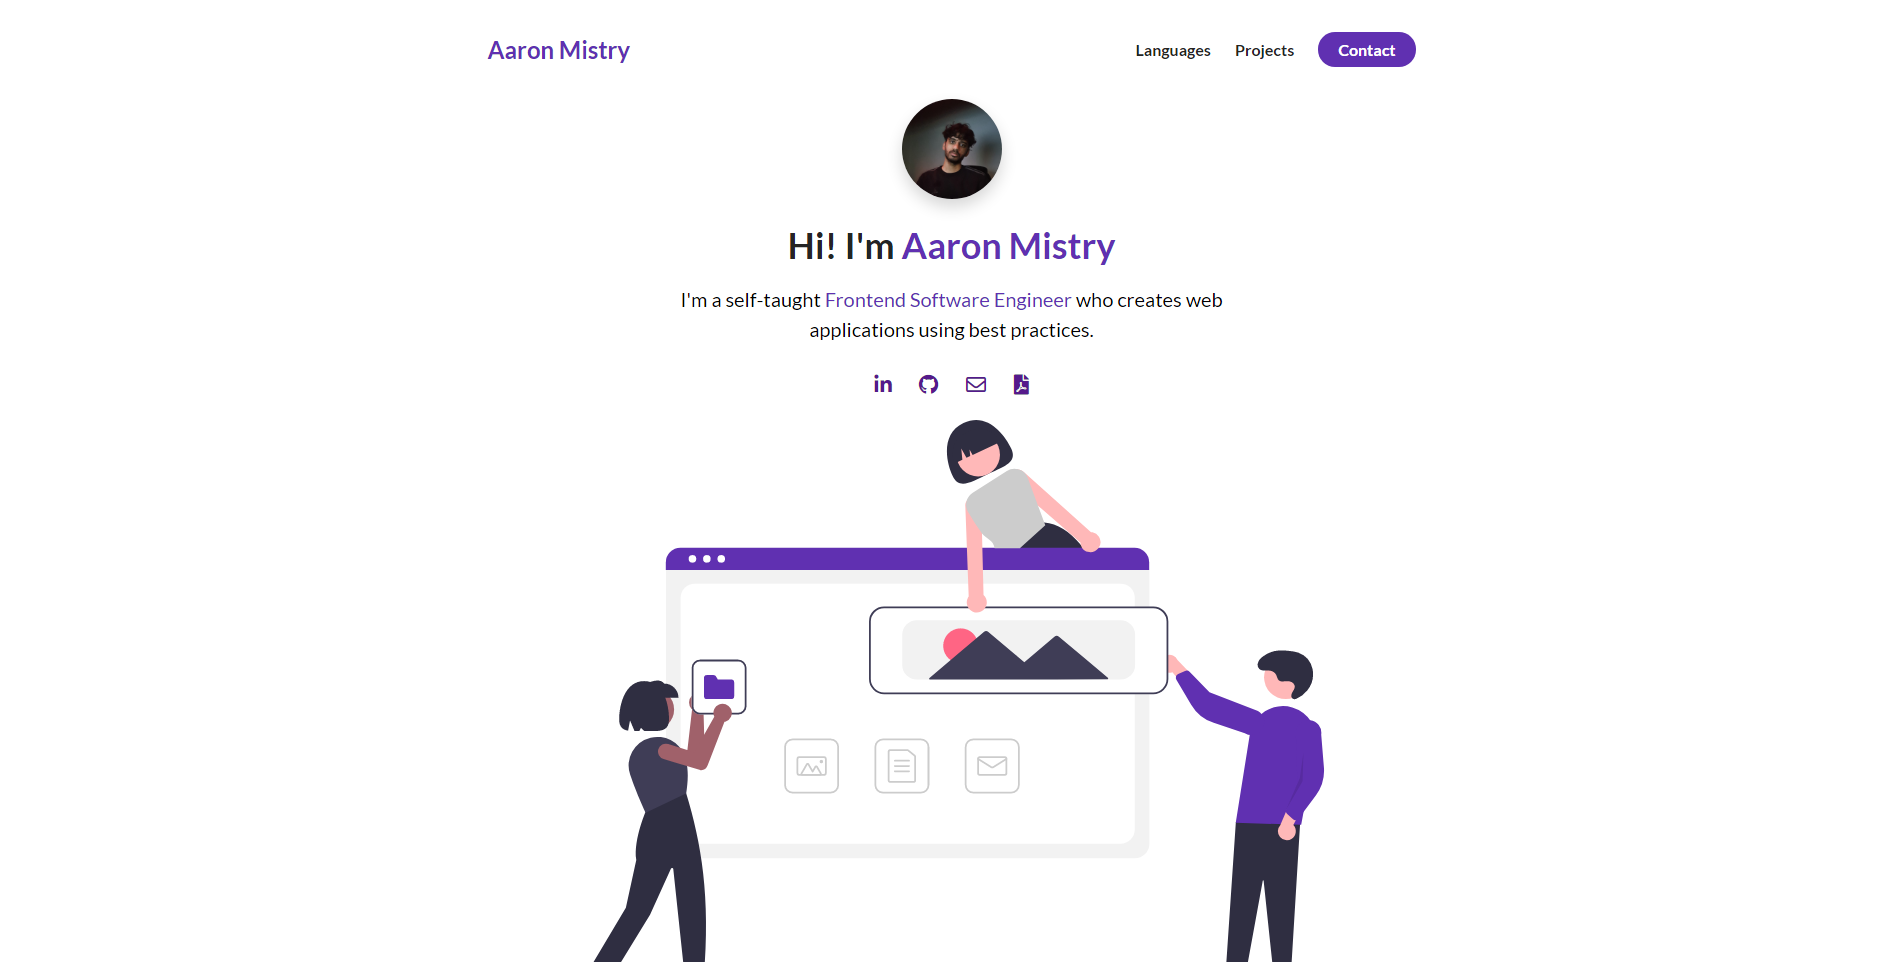 Aaron Mistry
Languages
Projects
Contact
Hi! I'm Aaron Mistry
I'm a self-taught Frontend Software Engineer who creates web
applications using best practices.